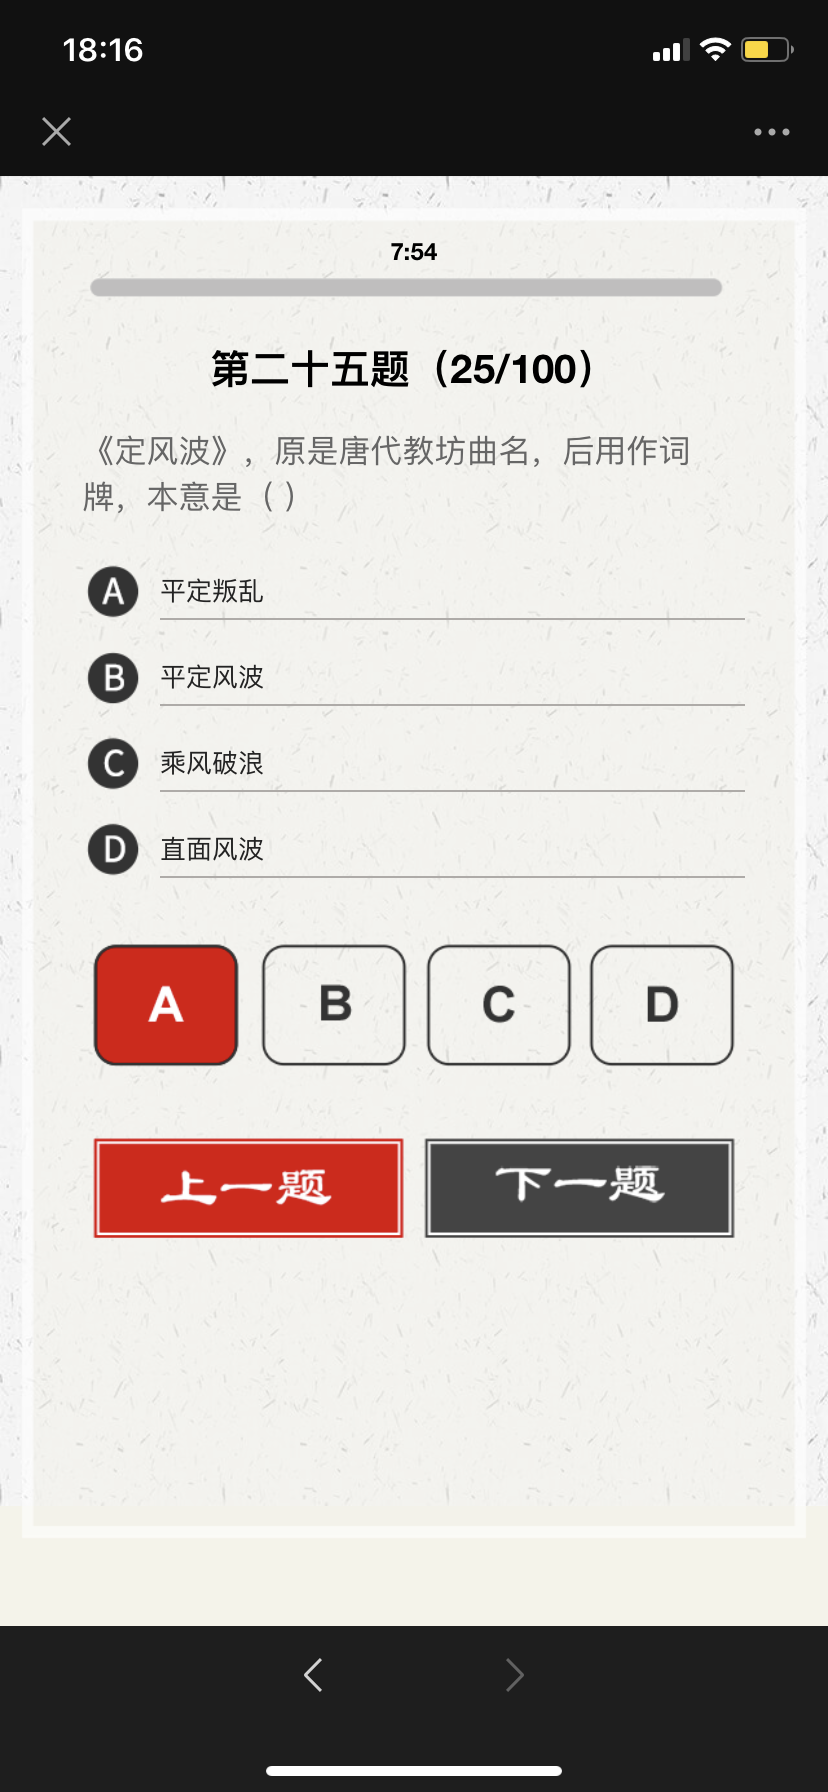 18:16
7:54
第二十五题（25/100）
《定风波》，原是唐代教坊曲名，后用作词
牌，本意是（ ）
A 平定叛乱
B 平定风波
C 乘风破浪
D 直面风波
A B C D
上一题 下一题